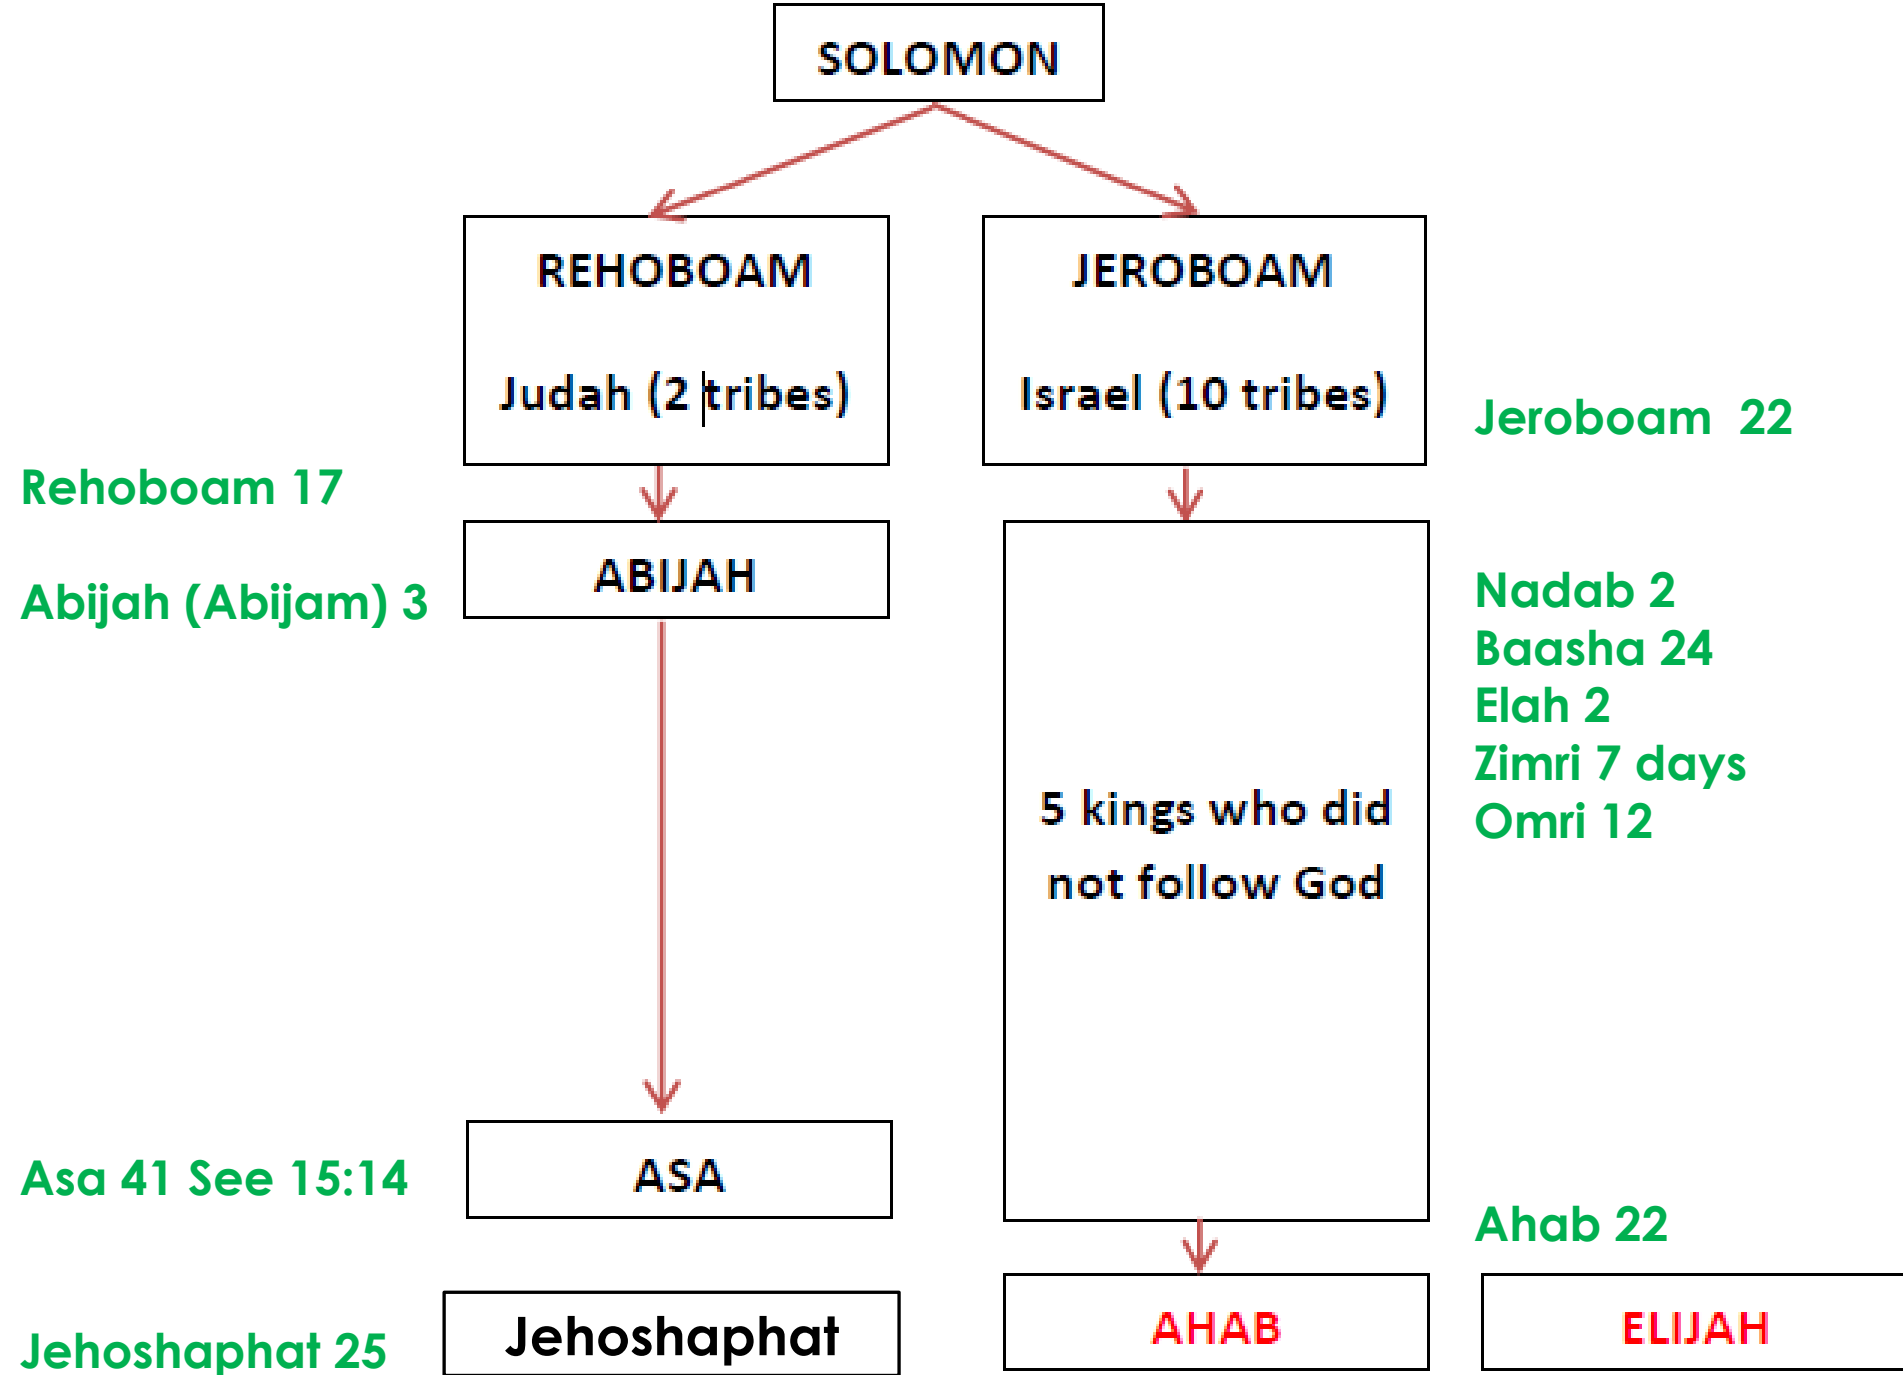 SOLOMON
REHOBOAM
Judah (2 tribes)
JEROBOAM
Israel (10 tribes)
Jeroboam 22
Rehoboam 17
ABIJAH
Abijah (Abijam) 3
Nadab 2
Baasha 24
Elah 2
Zimri 7 days
Omri 12
5 kings who did
not follow God
Asa 41 See 15:14
ASA
Ahab 22
Jehoshaphat 25
Jehoshaphat
AHAB
ELIJAH